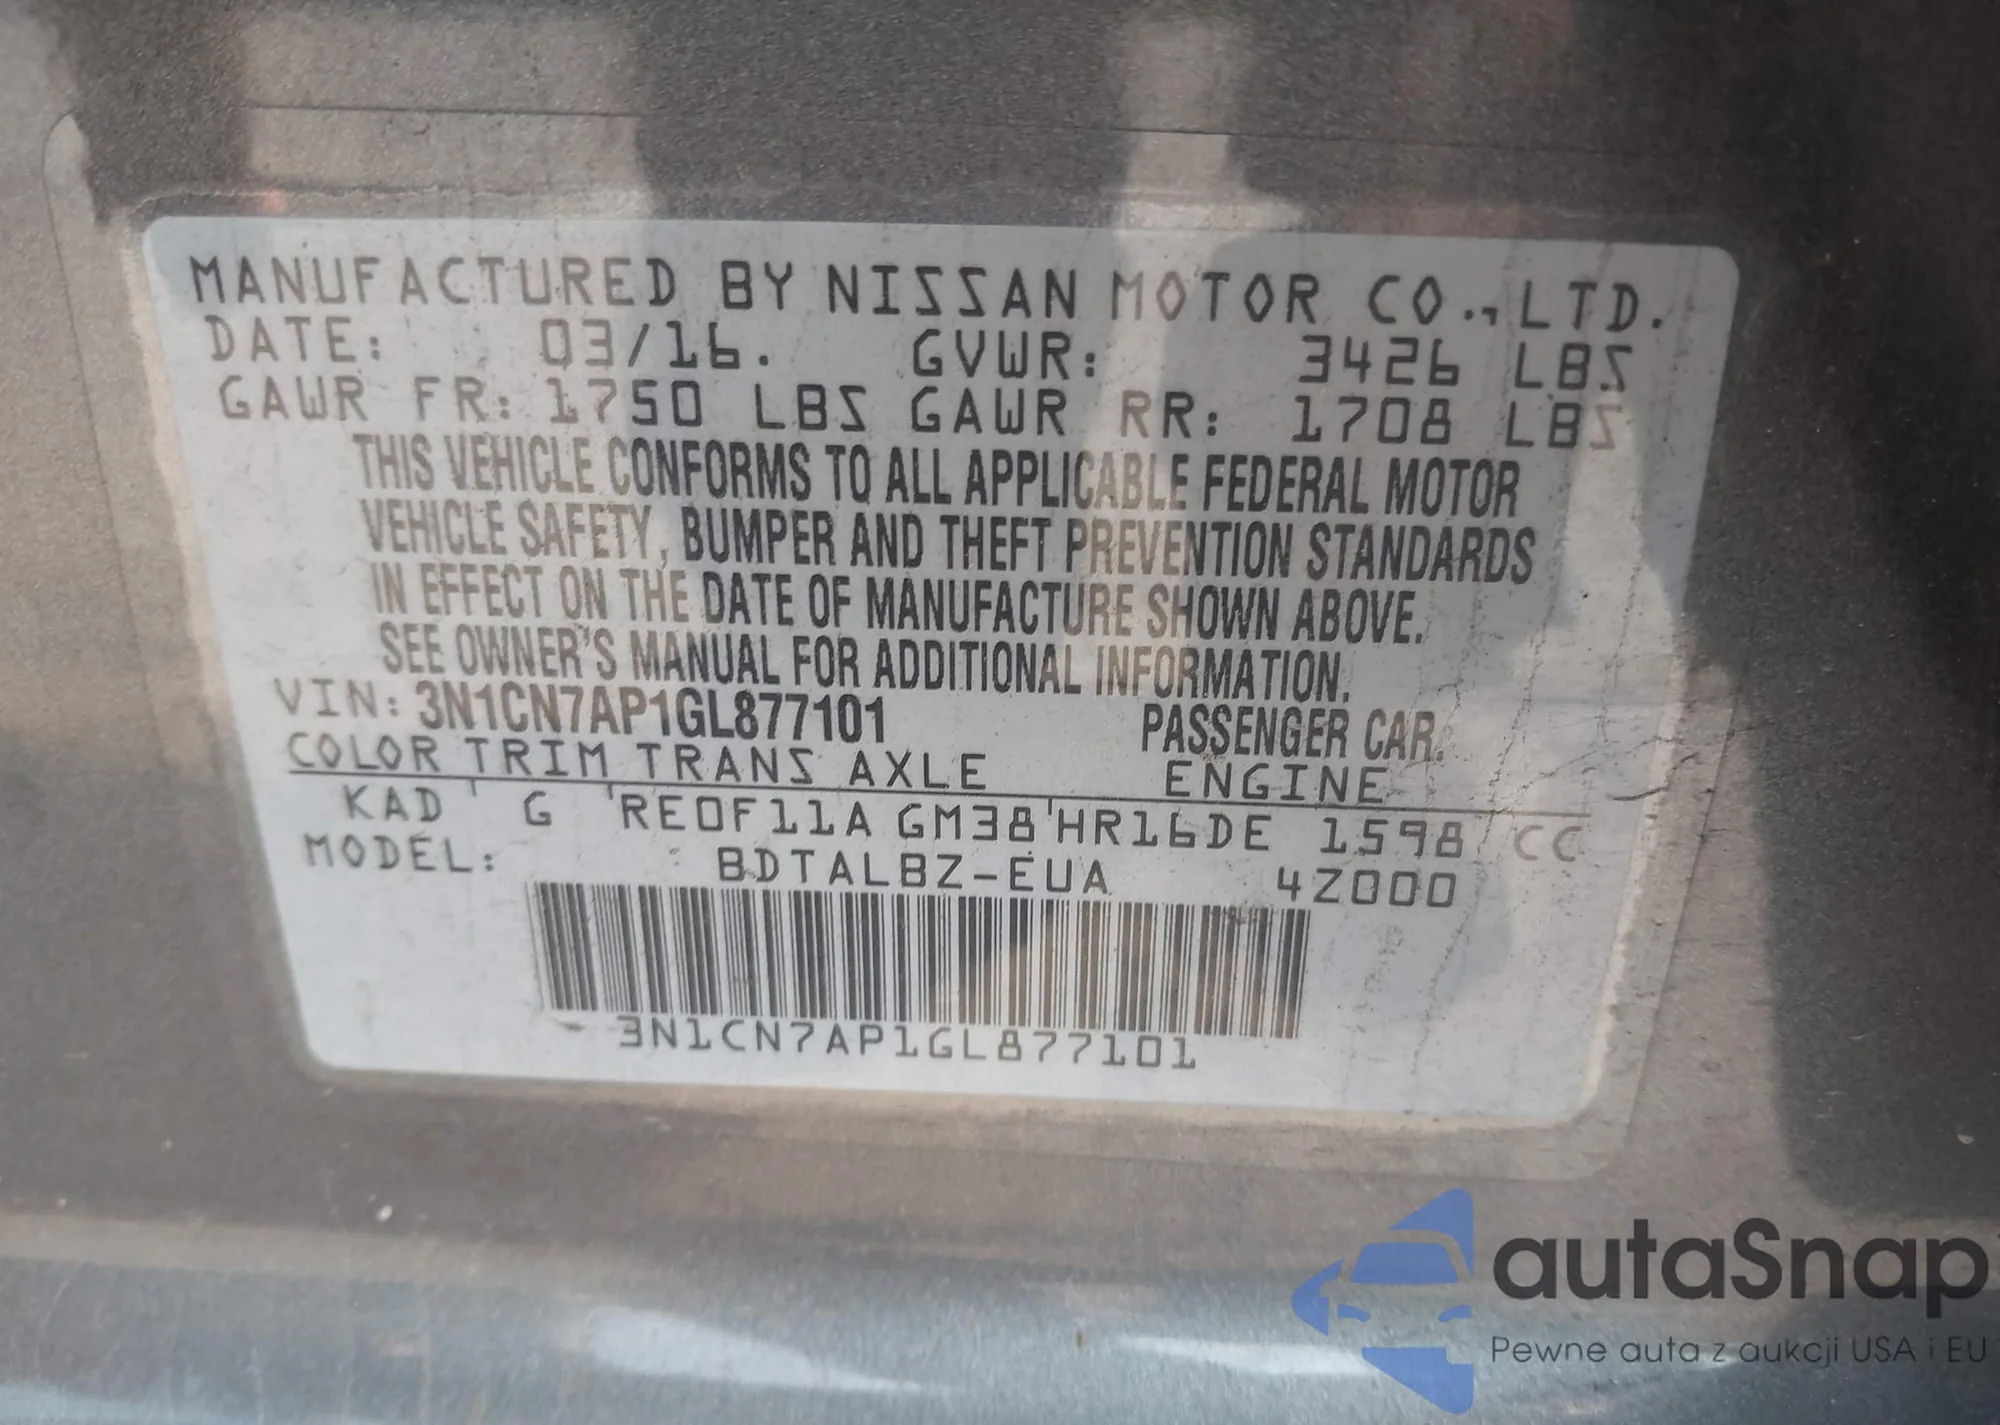 MANUFACTURED BY NISSAN MOTOR CO., LTD.
DATE: 03/16. GVWR: 3426 LBS
GAWR FR: 1750 LBS GAWR RR: 1708 LBS
THIS VEHICLE CONFORMS TO ALL APPLICABLE FEDERAL MOTOR
VEHICLE SAFETY, BUMPER AND THEFT PREVENTION STANDARDS
IN EFFECT ON THE DATE OF MANUFACTURE SHOWN ABOVE.
SEE OWNER'S MANUAL FOR ADDITIONAL INFORMATION.
VIN: 3N1CN7AP1GL877101 PASSENGER CAR.
COLOR TRIM TRANS AXLE ENGINE
KAD G RE0F11A GM38 HR16DE 1598 CC
MODEL: BDTALBZ-EUA 4Z000
3N1CN7AP1GL877101
autaSnap
Pewne auta z aukcji USA i EU